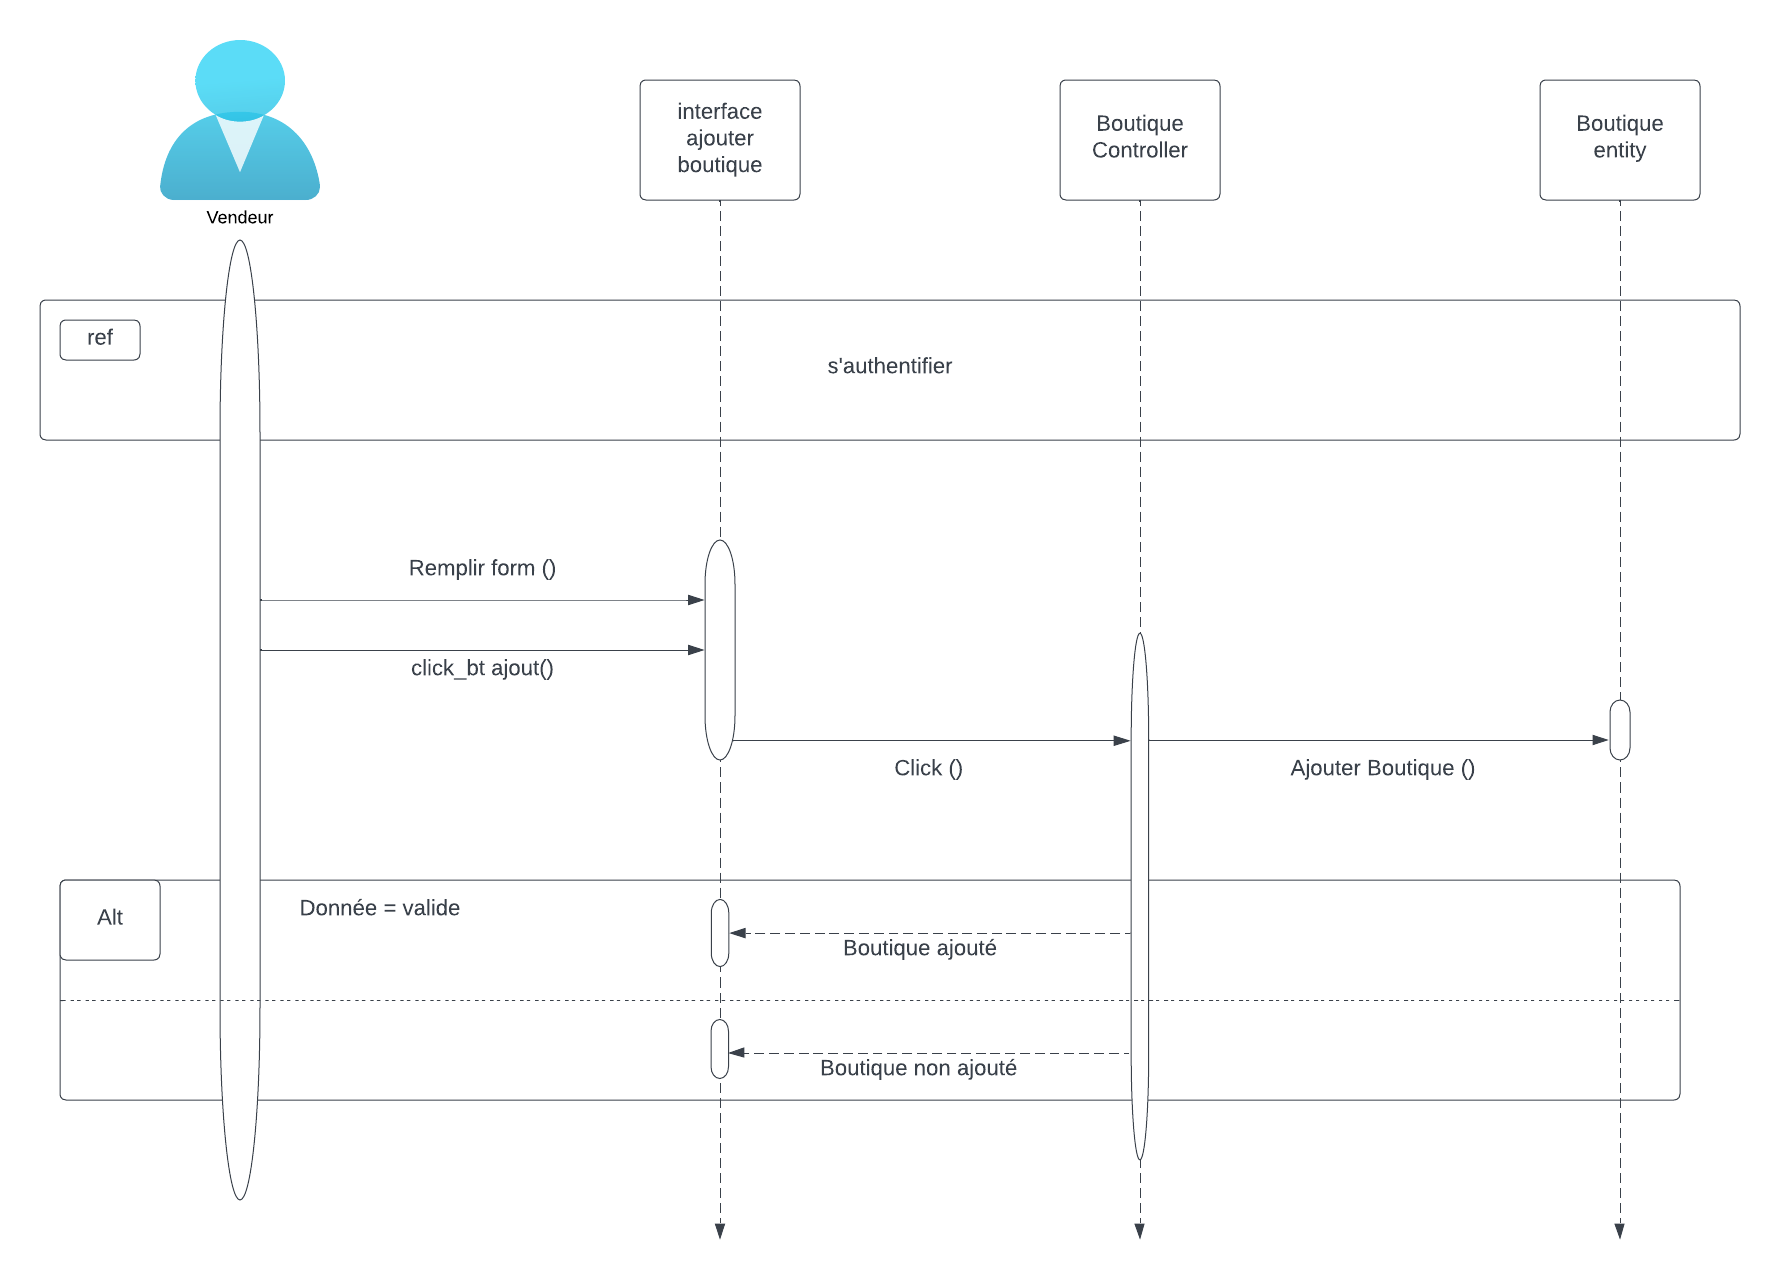 Vendeur
interface
ajouter
boutique
Boutique
Controller
Boutique
entity
ref
s'authentifier
Remplir form ()
click_bt ajout()
Click ()
Ajouter Boutique ()
Alt
Donnée = valide
Boutique ajouté
Boutique non ajouté